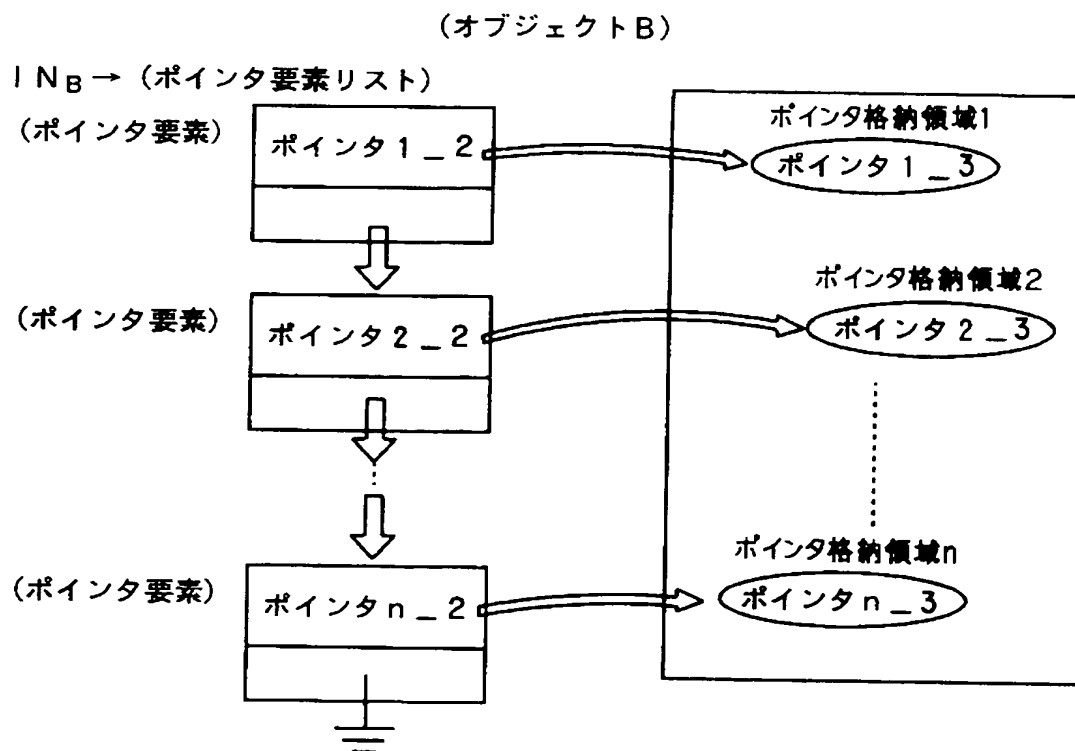 (オブジェクトB)
INB→(ポインタ要素リスト)
(ポインタ要素)
ポインタ1_2
ポインタ格納領域1
ポインタ1_3
(ポインタ要素)
ポインタ2_2
ポインタ格納領域2
ポインタ2_3
(ポインタ要素)
ポインタn_2
ポインタ格納領域n
ポインタn_3